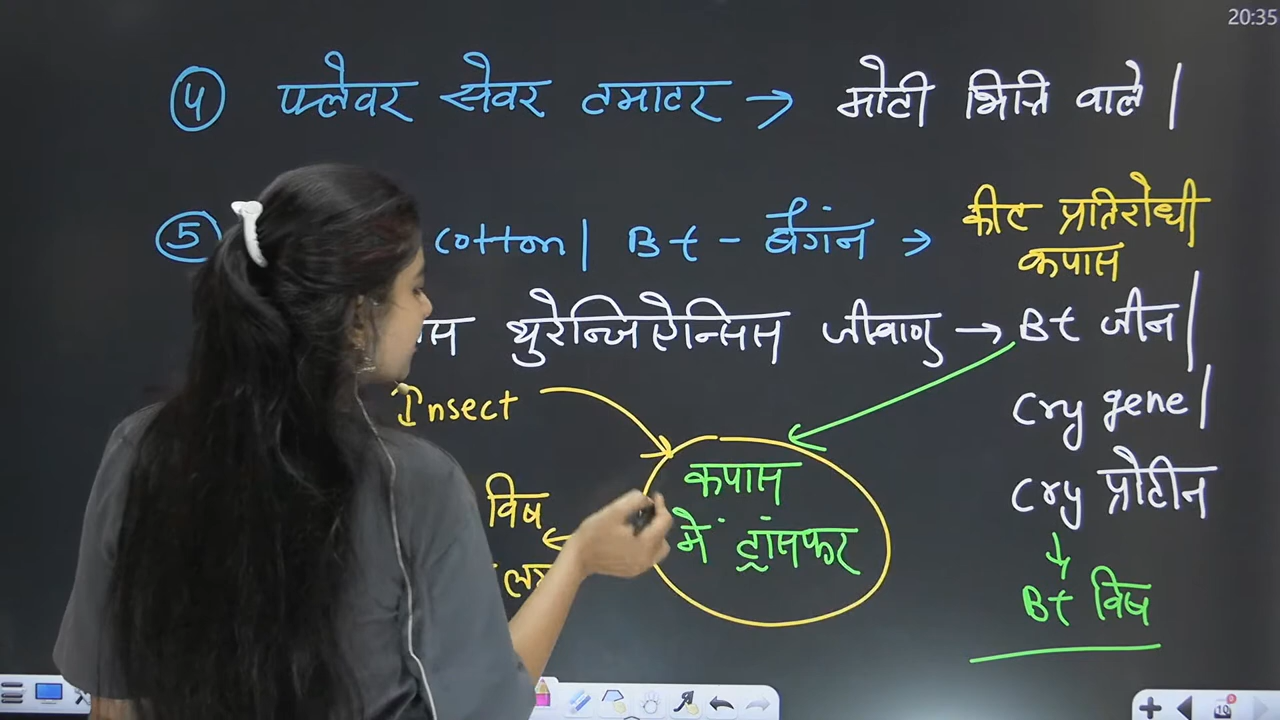 20:35
④ फ्लेवर सेवर टमाटर → मोटी भित्ति वाले |
⑤ cotton | Bt - बैंगन → कीट प्रतिरोधी
कपास
थुरेन्जिऐन्सिस जीवाणु → Bt जीन |
Insect
Cry gene |
कपास
विष
Cry प्रोटीन
में ट्रांसफर
Bt विष